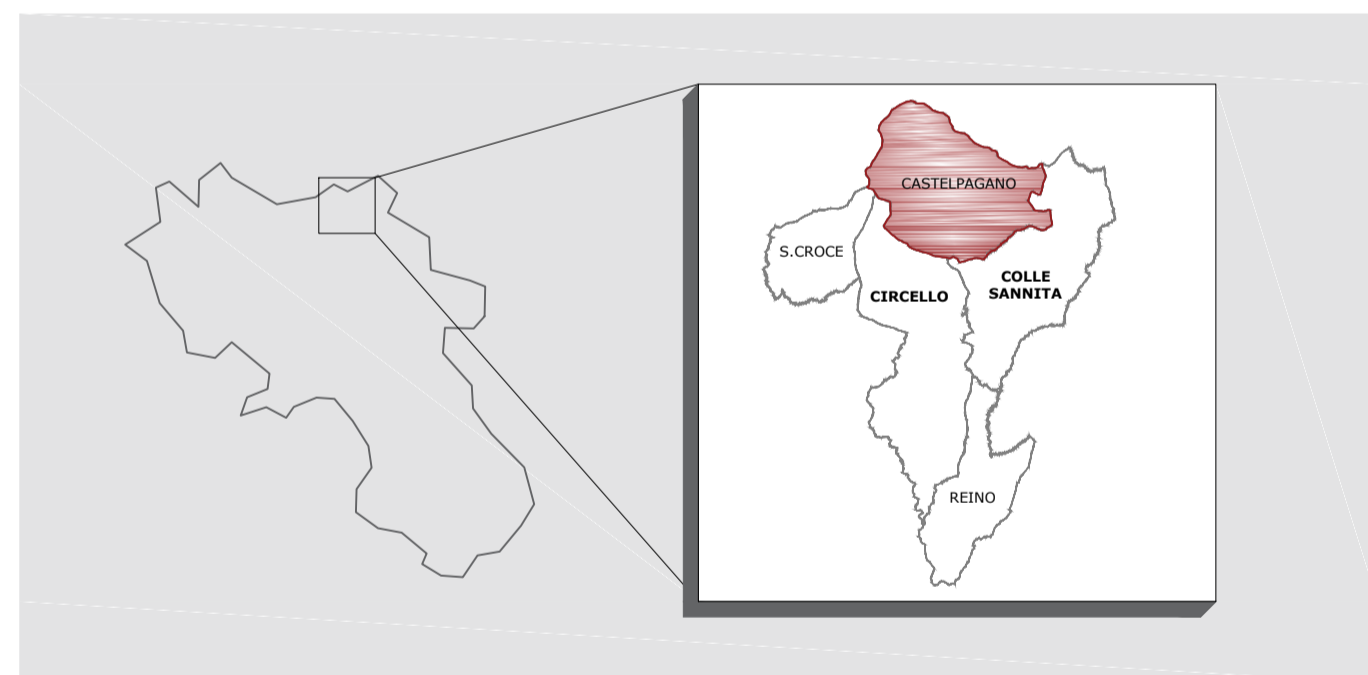 CASTELPAGANO
S.CROCE
COLLE
SANNITA
CIRCELLO
REINO